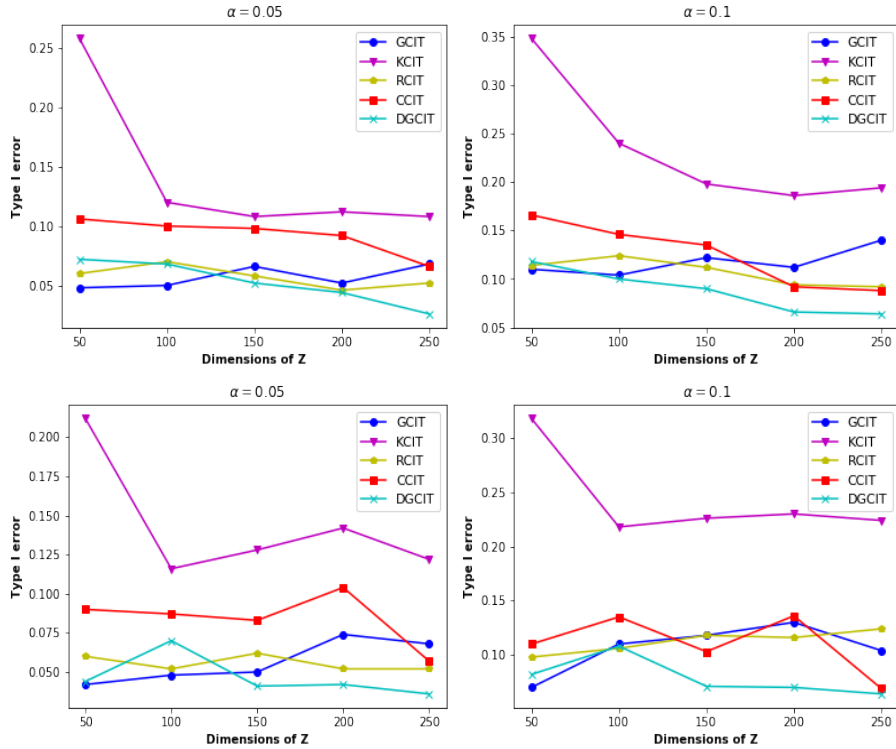 α = 0.05
0.25
0.20
0.15
0.10
0.05
Type I error
GCIT
KCIT
RCIT
CCIT
DGCIT
50 100 150 200 250
Dimensions of Z
α = 0.1
0.35
0.30
0.25
0.20
0.15
0.10
0.05
Type I error
GCIT
KCIT
RCIT
CCIT
DGCIT
50 100 150 200 250
Dimensions of Z
α = 0.05
0.200
0.175
0.150
0.125
0.100
0.075
0.050
Type I error
GCIT
KCIT
RCIT
CCIT
DGCIT
50 100 150 200 250
Dimensions of Z
α = 0.1
0.30
0.25
0.20
0.15
0.10
Type I error
GCIT
KCIT
RCIT
CCIT
DGCIT
50 100 150 200 250
Dimensions of Z